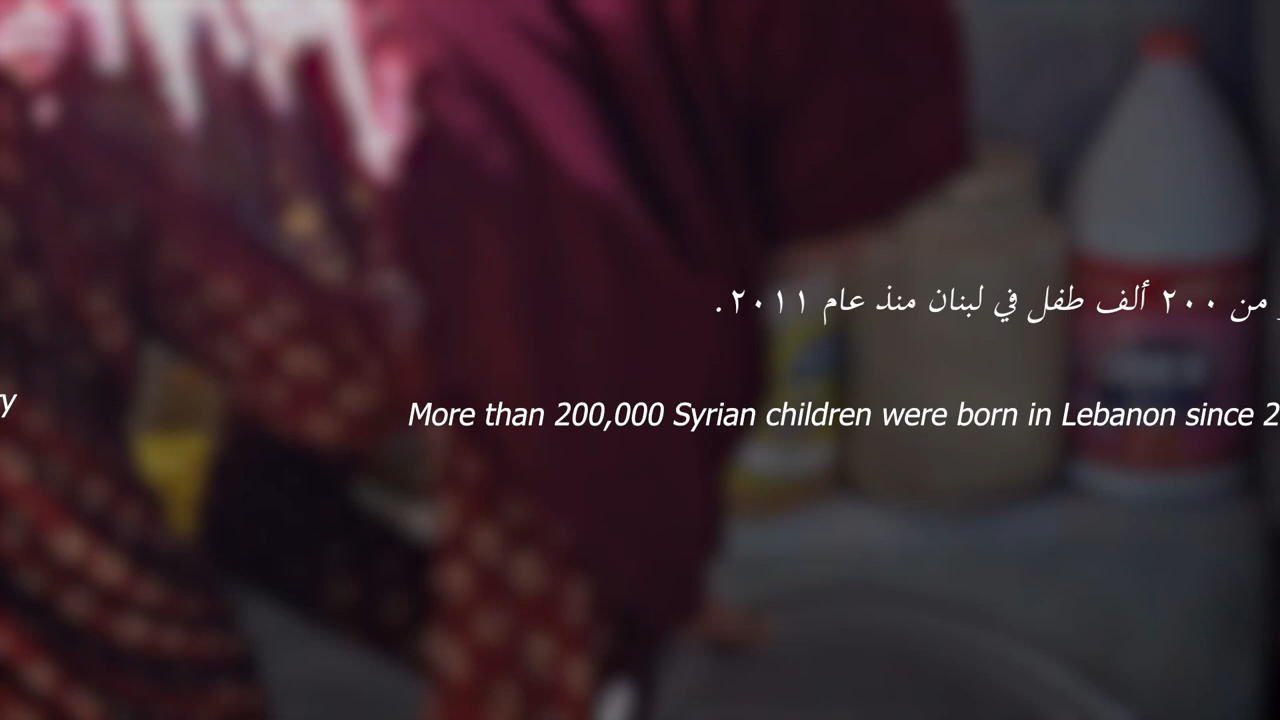 من ٢٠٠ ألف طفل في لبنان منذ عام ٢٠١١.
More than 200,000 Syrian children were born in Lebanon since